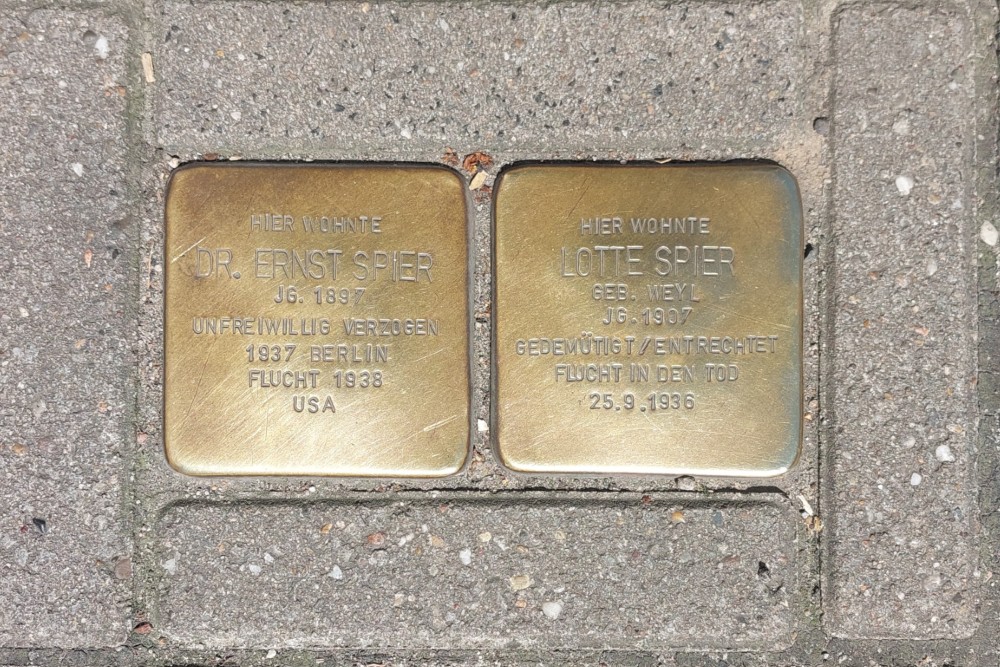 HIER WOHNTE
DR. ERNST SPIER
JG. 1897
UNFREIWILLIG VERZOGEN
1937 BERLIN
FLUCHT 1938
USA
HIER WOHNTE
LOTTE SPIER
GEB. WEYL
JG. 1907
GEDEMÜTIGT/ENTRECHTET
FLUCHT IN DEN TOD
25.9.1936